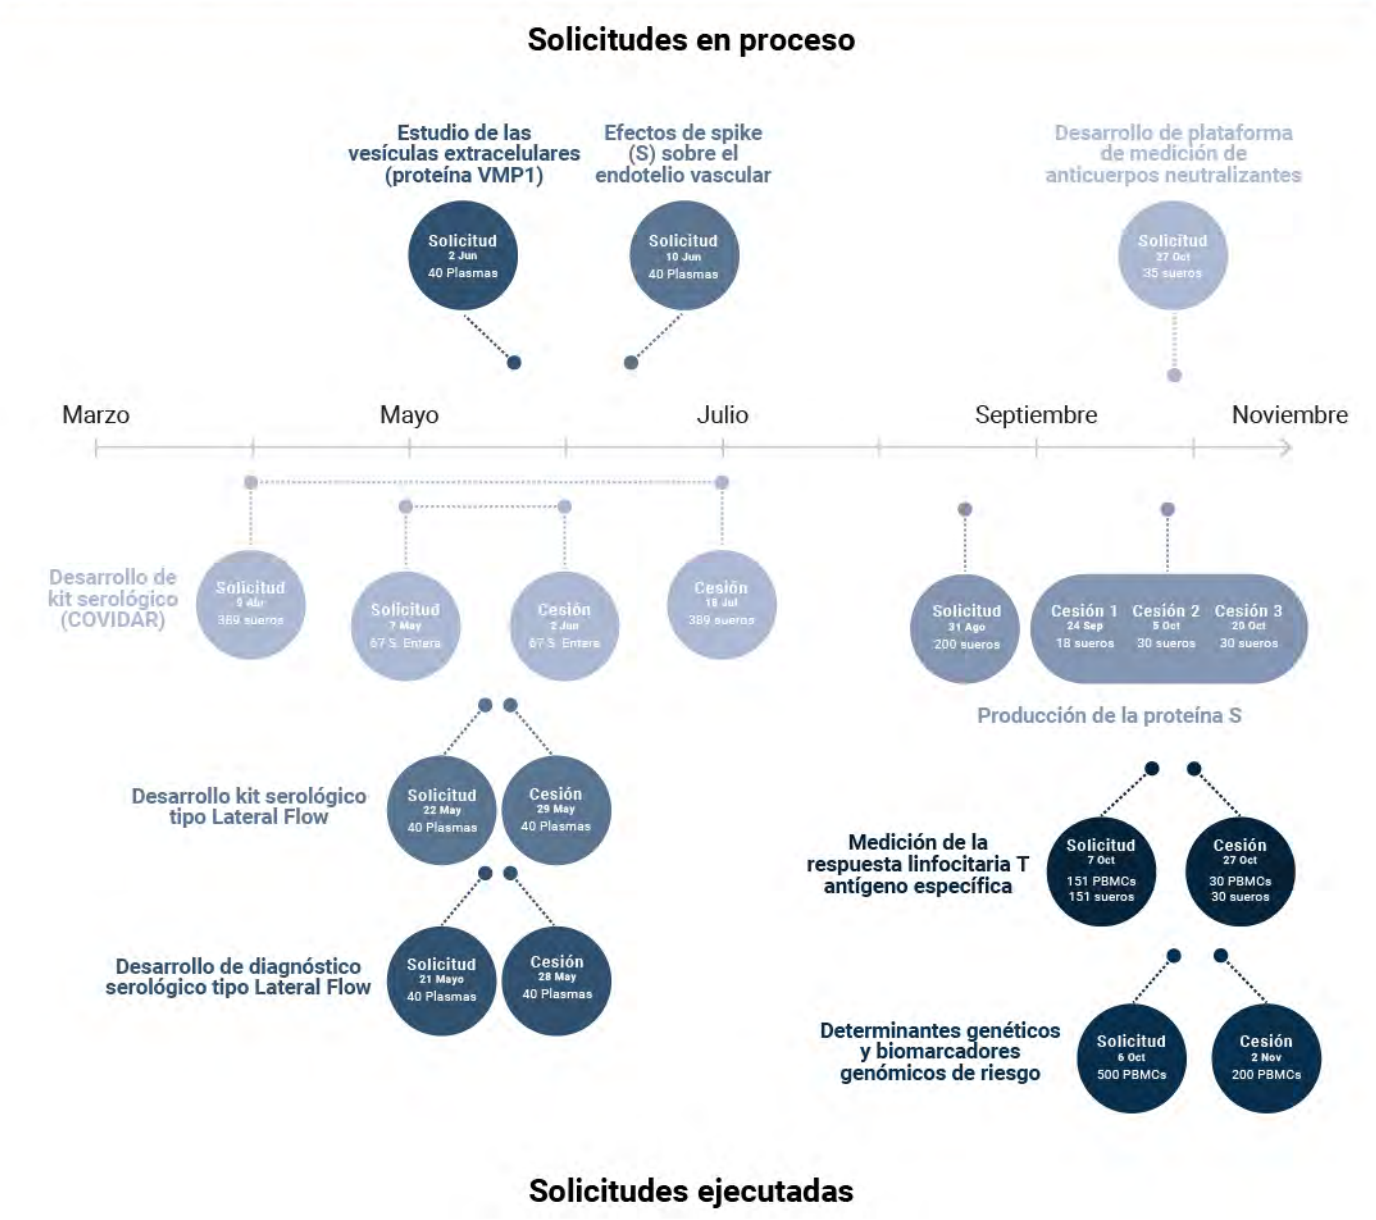 Solicitudes en proceso
Estudio de las
vesículas extracelulares
(proteína VMP1)
Solicitud
2 Jun
40 Plasmas
Efectos de spike
(S) sobre el
endotelio vascular
Solicitud
10 Jun
40 Plasmas
Desarrollo de plataforma
de medición de
anticuerpos neutralizantes
Solicitud
27 Oct
35 sueros
Marzo
Mayo
Julio
Septiembre
Noviembre
Desarrollo de
kit serológico
(COVIDAR)
Solicitud
Abr
389 sueros
Solicitud
7 May
67 S. Entera
Cesión
2 Jun
67 S. Entera
Cesión
Jul
389 sueros
Solicitud
31 Ago
200 sueros
Cesión 1
24 Sep
18 sueros
Cesión 2
5 Oct
30 sueros
Cesión 3
20 Oct
30 sueros
Producción de la proteína S
Desarrollo kit serológico
tipo Lateral Flow
Solicitud
22 May
40 Plasmas
Cesión
29 May
40 Plasmas
Medición de la
respuesta linfocitaria T
antígeno específica
Solicitud
7 Oct
151 PBMCs
151 sueros
Cesión
27 Oct
30 PBMCs
30 sueros
Desarrollo de diagnóstico
serológico tipo Lateral Flow
Solicitud
21 Mayo
40 Plasmas
Cesión
28 May
40 Plasmas
Determinantes genéticos
y biomarcadores
genómicos de riesgo
Solicitud
6 Oct
500 PBMCs
Cesión
2 Nov
200 PBMCs
Solicitudes ejecutadas